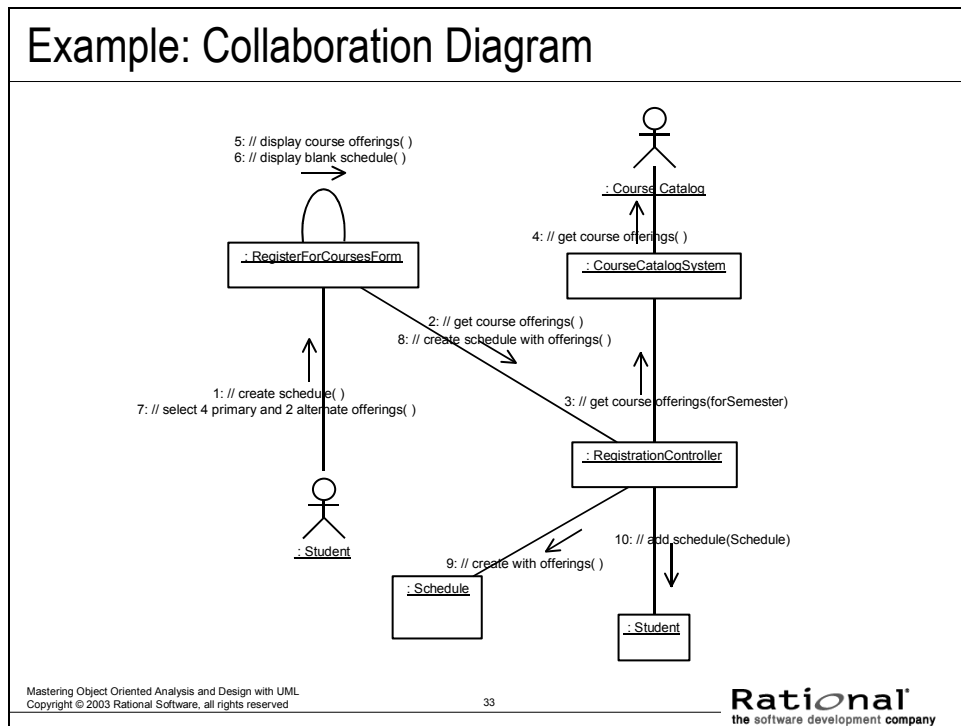 Example: Collaboration Diagram
5: // display course offerings( )
6: // display blank schedule( )
: RegisterForCoursesForm
: Course Catalog
4: // get course offerings( )
: CourseCatalogSystem
2: // get course offerings( )
8: // create schedule with offerings( )
1: // create schedule( )
7: // select 4 primary and 2 alternate offerings( )
3: // get course offerings(forSemester)
: RegistrationController
: Student
10: // add schedule(Schedule)
9: // create with offerings( )
: Schedule
: Student
Mastering Object Oriented Analysis and Design with UML
Copyright © 2003 Rational Software, all rights reserved
33
Rational
the software development company